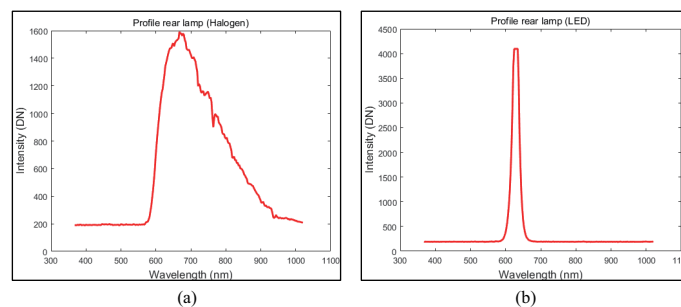 Profile rear lamp (Halogen)
1600
1400
1200
1000
800
600
400
200
0
300 400 500 600 700 800 900 1000 1100
Intensity (DN)
Wavelength (nm)
(a)
Profile rear lamp (LED)
4500
4000
3500
3000
2500
2000
1500
1000
500
0
300 400 500 600 700 800 900 1000 1100
Intensity (DN)
Wavelength (nm)
(b)